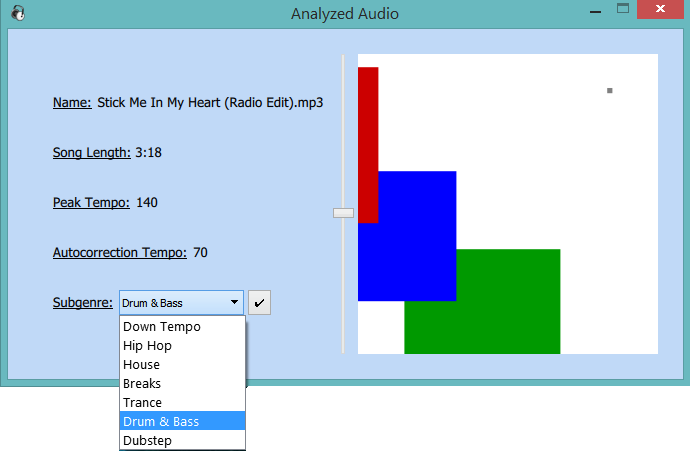 Analyzed Audio
Name: Stick Me In My Heart (Radio Edit).mp3
Song Length: 3:18
Peak Tempo: 140
Autocorrection Tempo: 70
Subgenre: Drum & Bass
Down Tempo
Hip Hop
House
Breaks
Trance
Drum & Bass
Dubstep